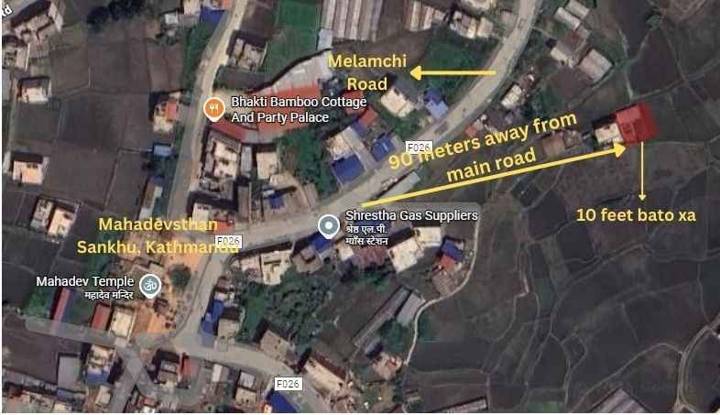 rd
Melamchi
Road
Bhakti Bamboo Cottage
And Party Palace
F026
90 meters away from
main road
10 feet bato xa
Shrestha Gas Suppliers
श्रेष्ठ एल.पी.
ग्याँस स्टेशन
Mahadevsthan
Sankhu, Kathmandu
F026
Mahadev Temple
महादेव मन्दिर
F026